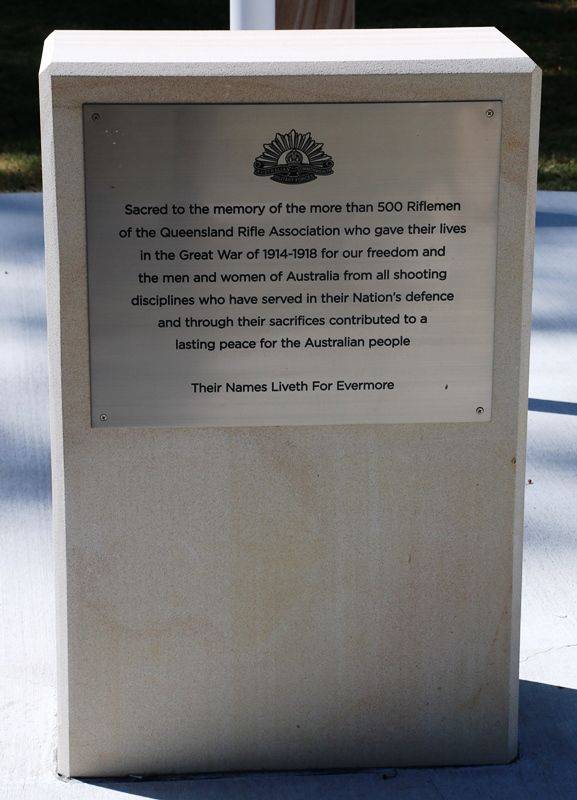 Sacred to the memory of the more than 500 Riflemen
of the Queensland Rifle Association who gave their lives
in the Great War of 1914-1918 for our freedom and
the men and women of Australia from all shooting
disciplines who have served in their Nation's defence
and through their sacrifices contributed to a
lasting peace for the Australian people
Their Names Liveth For Evermore